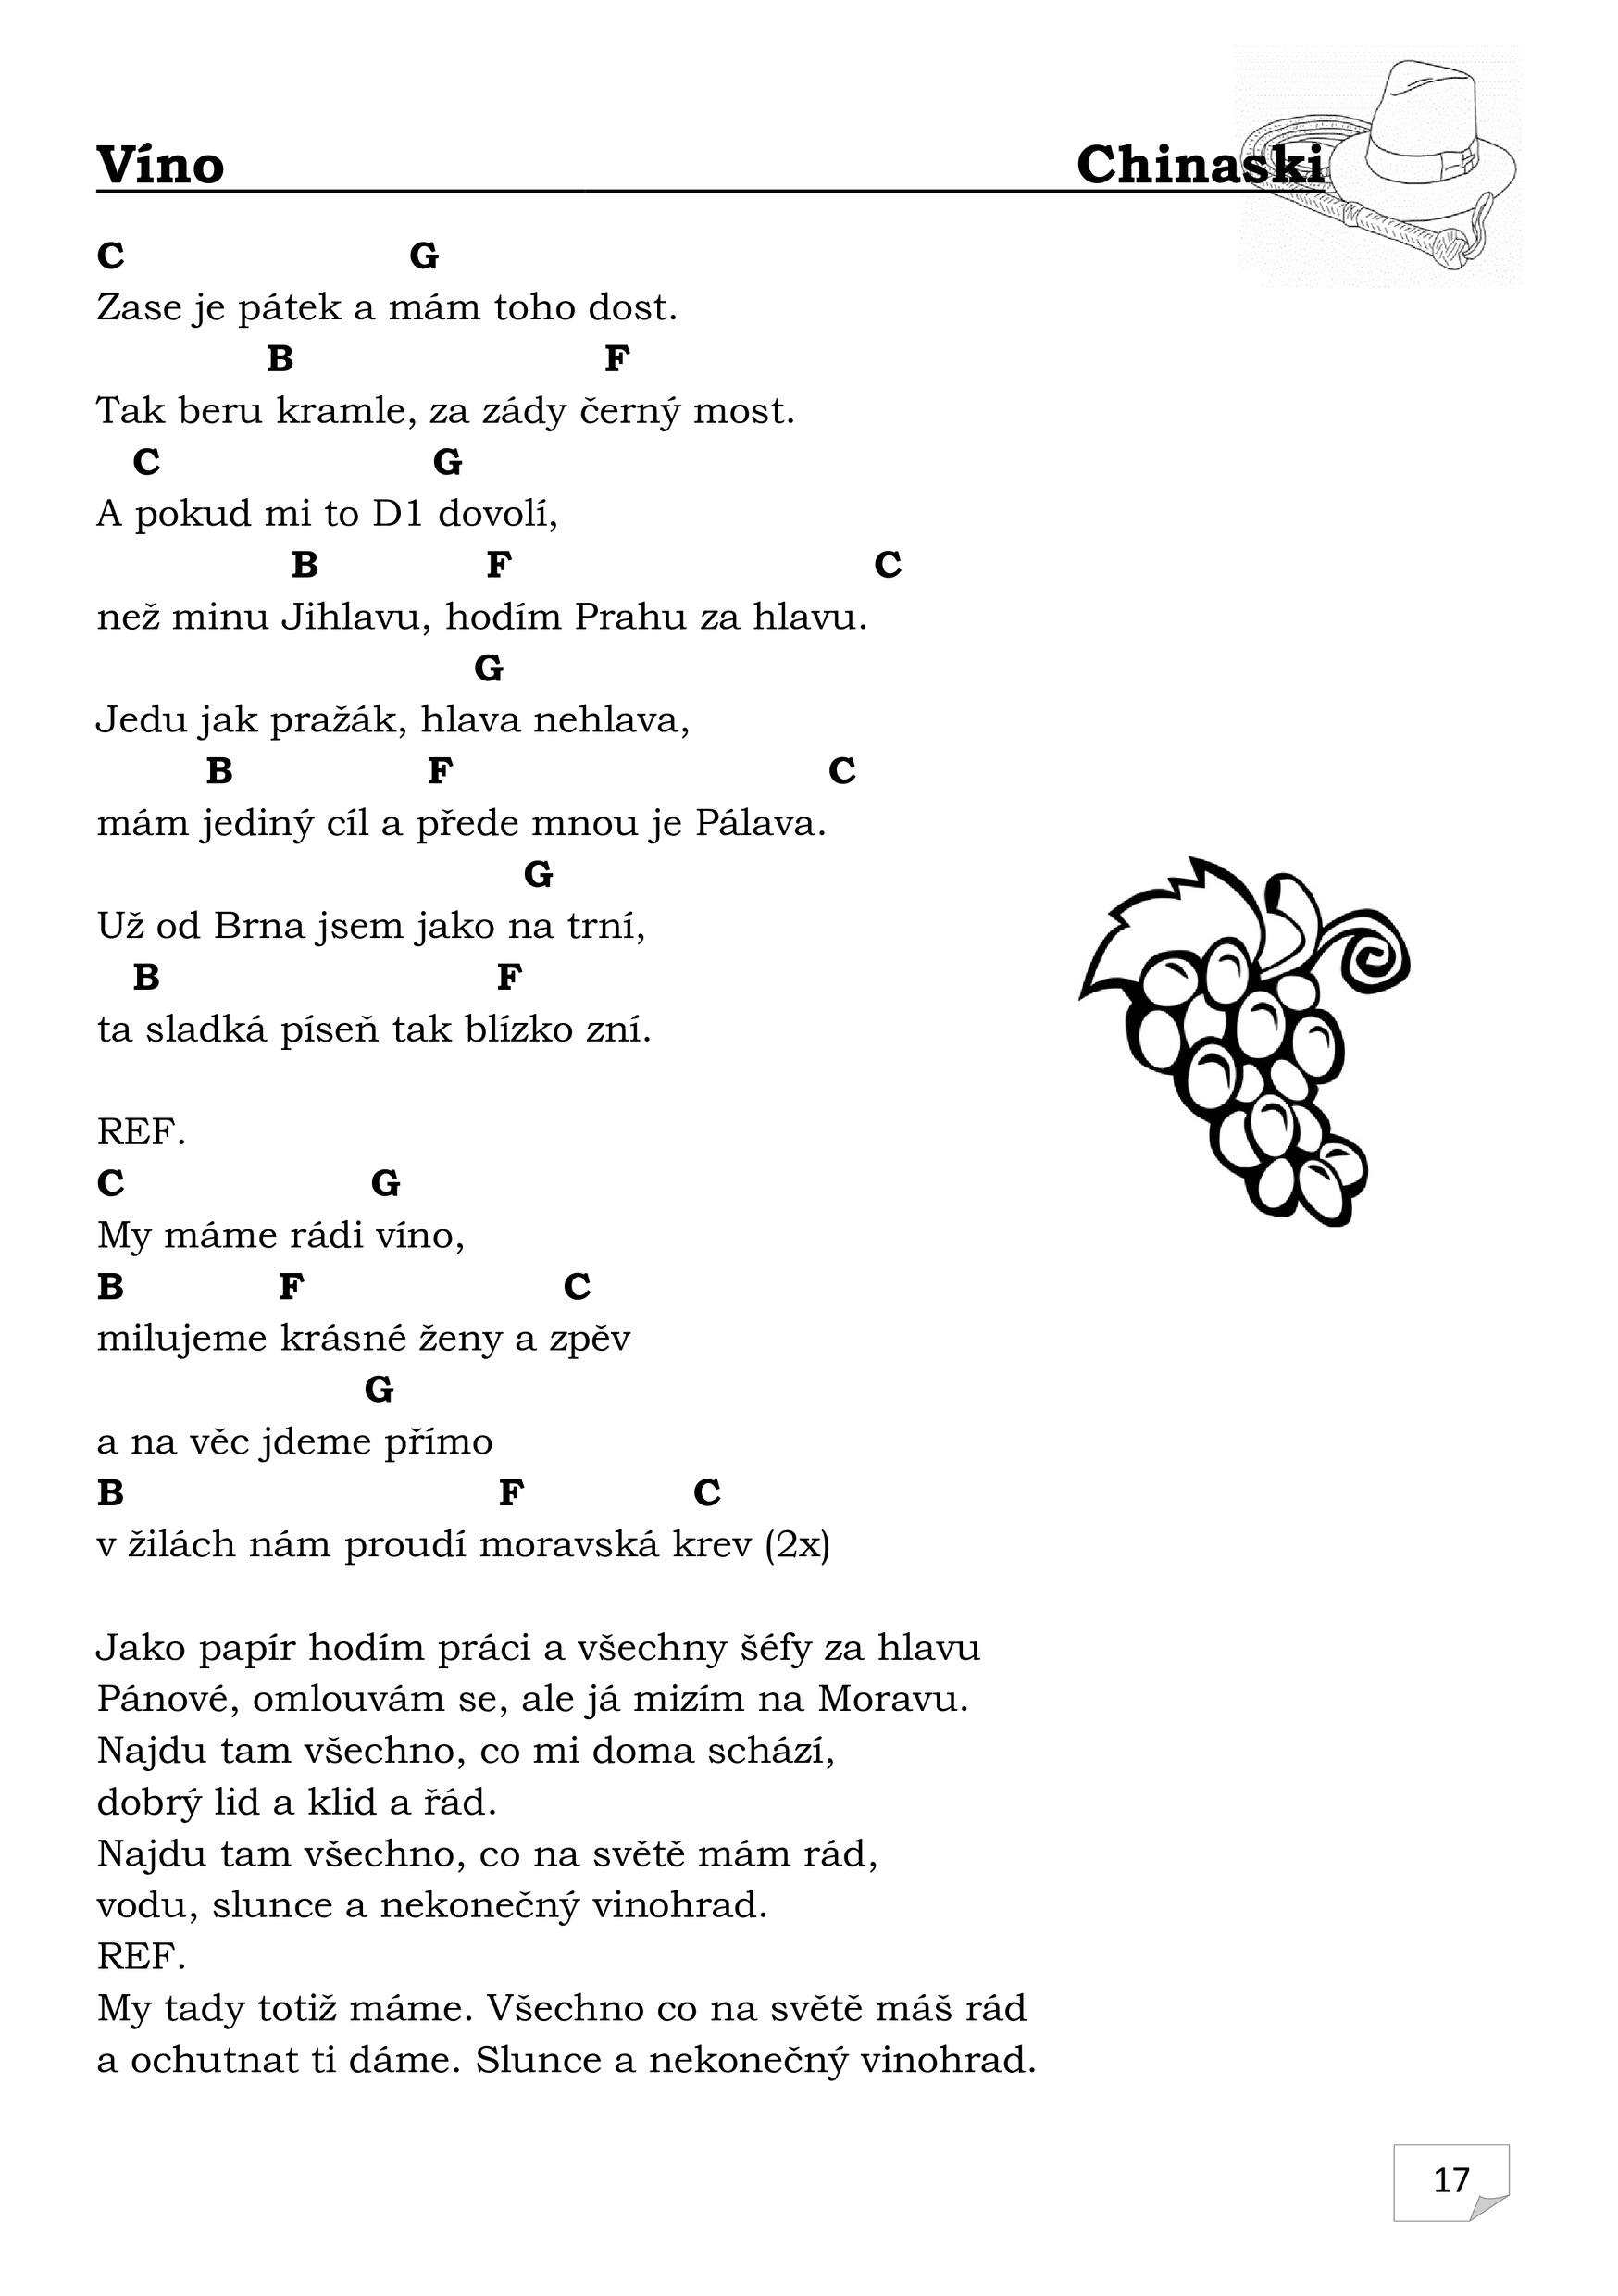 Víno Chinaski
C G
Zase je pátek a mám toho dost.
B F
Tak beru kramle, za zády černý most.
C G
A pokud mi to D1 dovolí,
B F C
než minu Jihlavu, hodím Prahu za hlavu.
G
Jedu jak pražák, hlava nehlava,
B F C
mám jediný cíl a přede mnou je Pálava.
G
Už od Brna jsem jako na trní,
B F
ta sladká píseň tak blízko zní.
REF.
C G
My máme rádi víno,
B F C
milujeme krásné ženy a zpěv
G
a na věc jdeme přímo
B F C
v žilách nám proudí moravská krev (2x)
Jako papír hodím práci a všechny šéfy za hlavu
Pánové, omlouvám se, ale já mizím na Moravu.
Najdu tam všechno, co mi doma schází,
dobrý lid a klid a řád.
Najdu tam všechno, co na světě mám rád,
vodu, slunce a nekonečný vinohrad.
REF.
My tady totiž máme. Všechno co na světě máš rád
a ochutnat ti dáme. Slunce a nekonečný vinohrad.
17